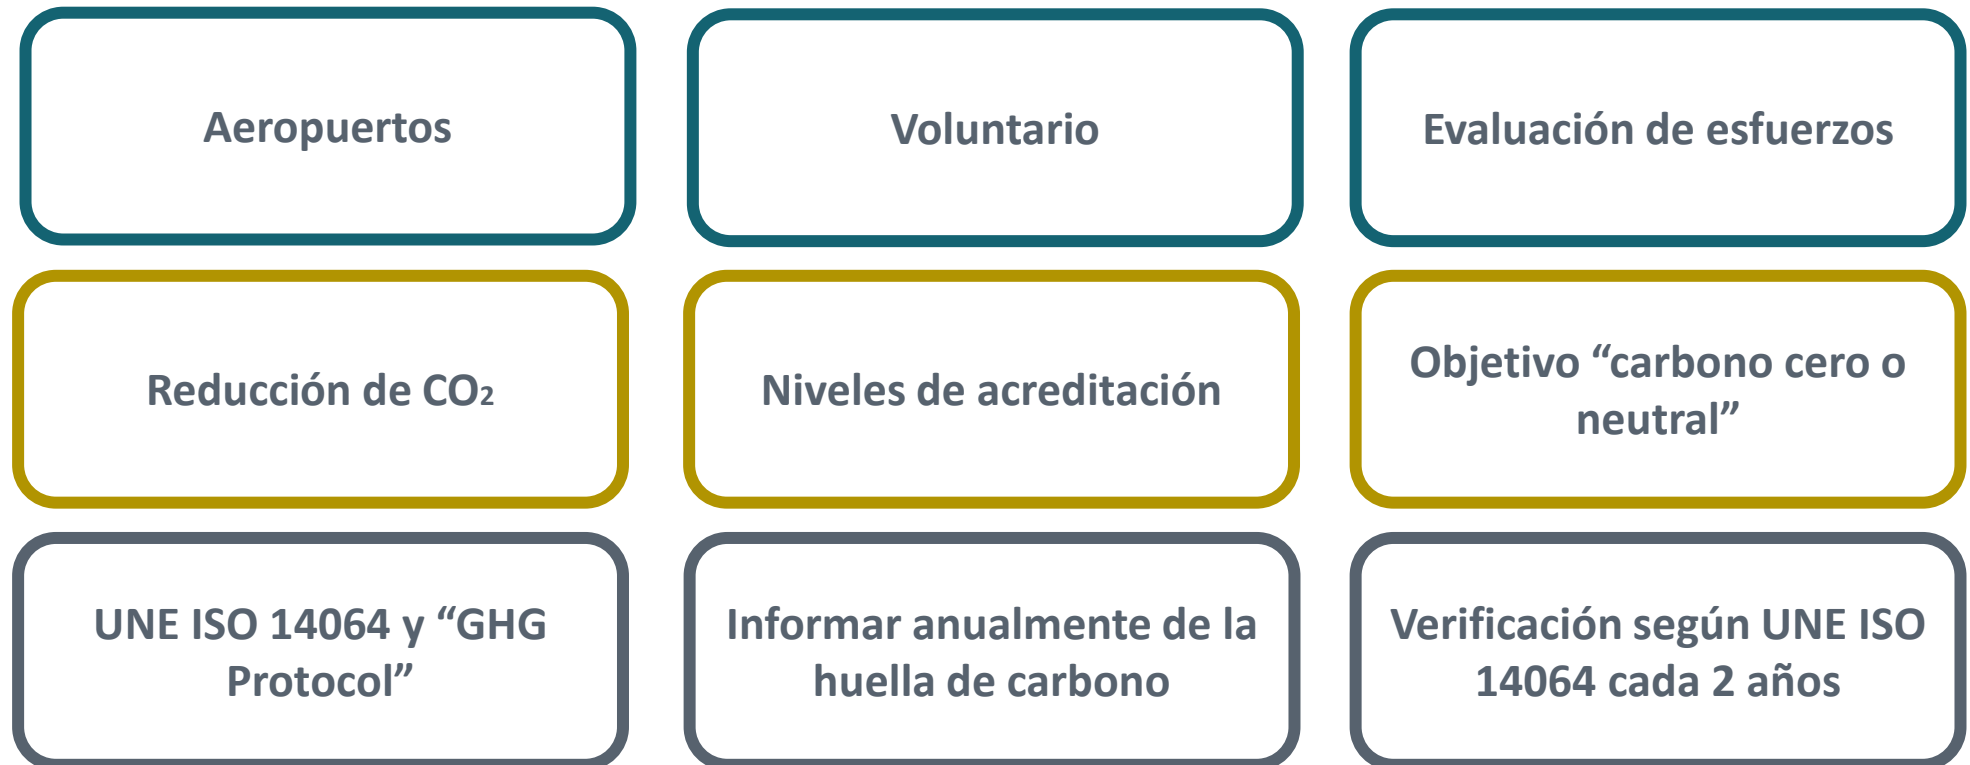 Aeropuertos
Voluntario
Evaluación de esfuerzos
Reducción de CO₂
Niveles de acreditación
Objetivo “carbono cero o
neutral”
UNE ISO 14064 y “GHG
Protocol”
Informar anualmente de la
huella de carbono
Verificación según UNE ISO
14064 cada 2 años